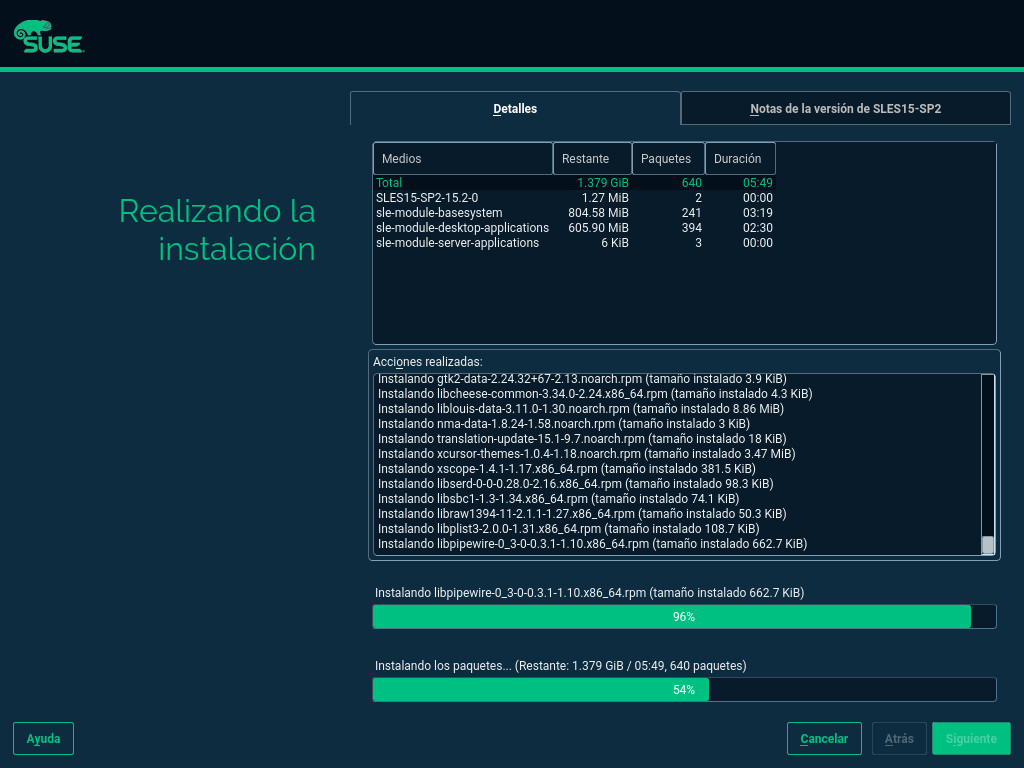 SUSE
Detalles
Notas de la versión de SLES15-SP2
Realizando la
instalación
Medios Restante Paquetes Duración
Total 1.379 GiB 640 05:49
SLES15-SP2-15.2-0 1.27 MiB 2 00:00
sle-module-basesystem 804.58 MiB 241 03:19
sle-module-desktop-applications 605.90 MiB 394 02:30
sle-module-server-applications 6 KiB 3 00:00
Acciones realizadas:
Instalando gtk2-data-2.24.32+67-2.13.noarch.rpm (tamaño instalado 3.9 KiB)
Instalando libcheese-common-3.34.0-2.24.x86_64.rpm (tamaño instalado 4.3 KiB)
Instalando liblouis-data-3.11.0-1.30.noarch.rpm (tamaño instalado 8.86 MiB)
Instalando nma-data-1.8.24-1.58.noarch.rpm (tamaño instalado 3 KiB)
Instalando translation-update-15.1-9.7.noarch.rpm (tamaño instalado 18 KiB)
Instalando xcursor-themes-1.0.4-1.18.noarch.rpm (tamaño instalado 3.47 MiB)
Instalando xscope-1.4.1-1.17.x86_64.rpm (tamaño instalado 381.5 KiB)
Instalando libserd-0-0-0.28.0-2.16.x86_64.rpm (tamaño instalado 98.3 KiB)
Instalando libsbc1-1.3-1.34.x86_64.rpm (tamaño instalado 74.1 KiB)
Instalando libraw1394-11-2.1.1-1.27.x86_64.rpm (tamaño instalado 50.3 KiB)
Instalando libplist3-2.0.0-1.31.x86_64.rpm (tamaño instalado 108.7 KiB)
Instalando libpipewire-0_3-0-0.3.1-1.10.x86_64.rpm (tamaño instalado 662.7 KiB)
Instalando libpipewire-0_3-0-0.3.1-1.10.x86_64.rpm (tamaño instalado 662.7 KiB)
96%
Instalando los paquetes... (Restante: 1.379 GiB / 05:49, 640 paquetes)
54%
Ayuda
Cancelar
Atrás
Siguiente